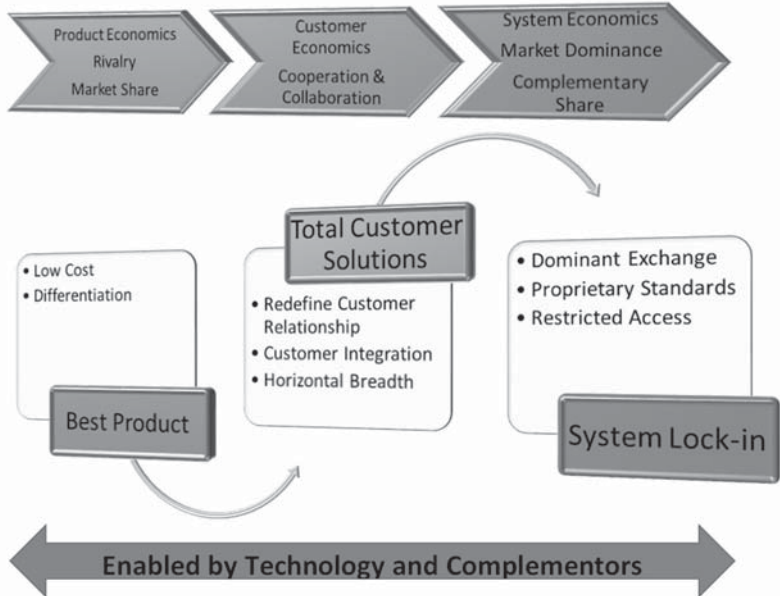 Product Economics
Rivalry
Market Share
Customer
Economics
Cooperation &
Collaboration
System Economics
Market Dominance
Complementary
Share
• Low Cost
• Differentiation
Best Product
Total Customer
Solutions
• Redefine Customer
Relationship
• Customer Integration
• Horizontal Breadth
• Dominant Exchange
• Proprietary Standards
• Restricted Access
System Lock-in
Enabled by Technology and Complementors